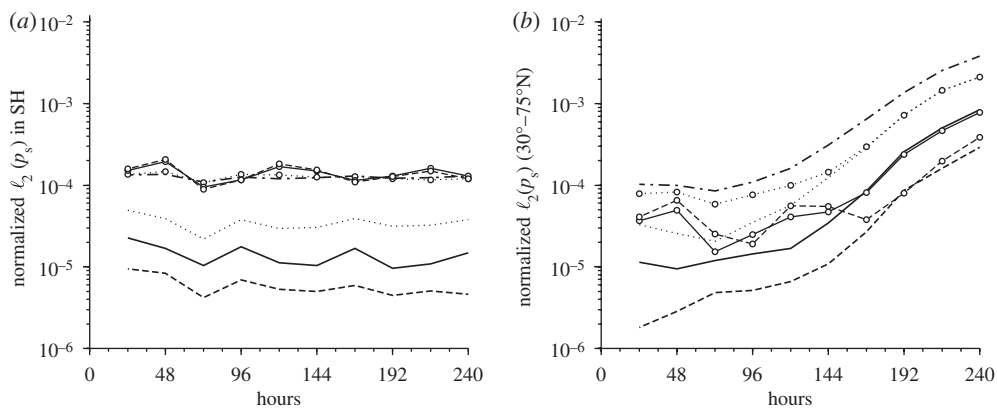 (a)
10⁻²
10⁻³
10⁻⁴
10⁻⁵
10⁻⁶
normalized ℓ₂ (pₛ) in SH
0 48 96 144 192 240
hours
(b)
10⁻²
10⁻³
10⁻⁴
10⁻⁵
10⁻⁶
normalized ℓ₂(pₛ) (30°–75°N)
0 48 96 144 192 240
hours